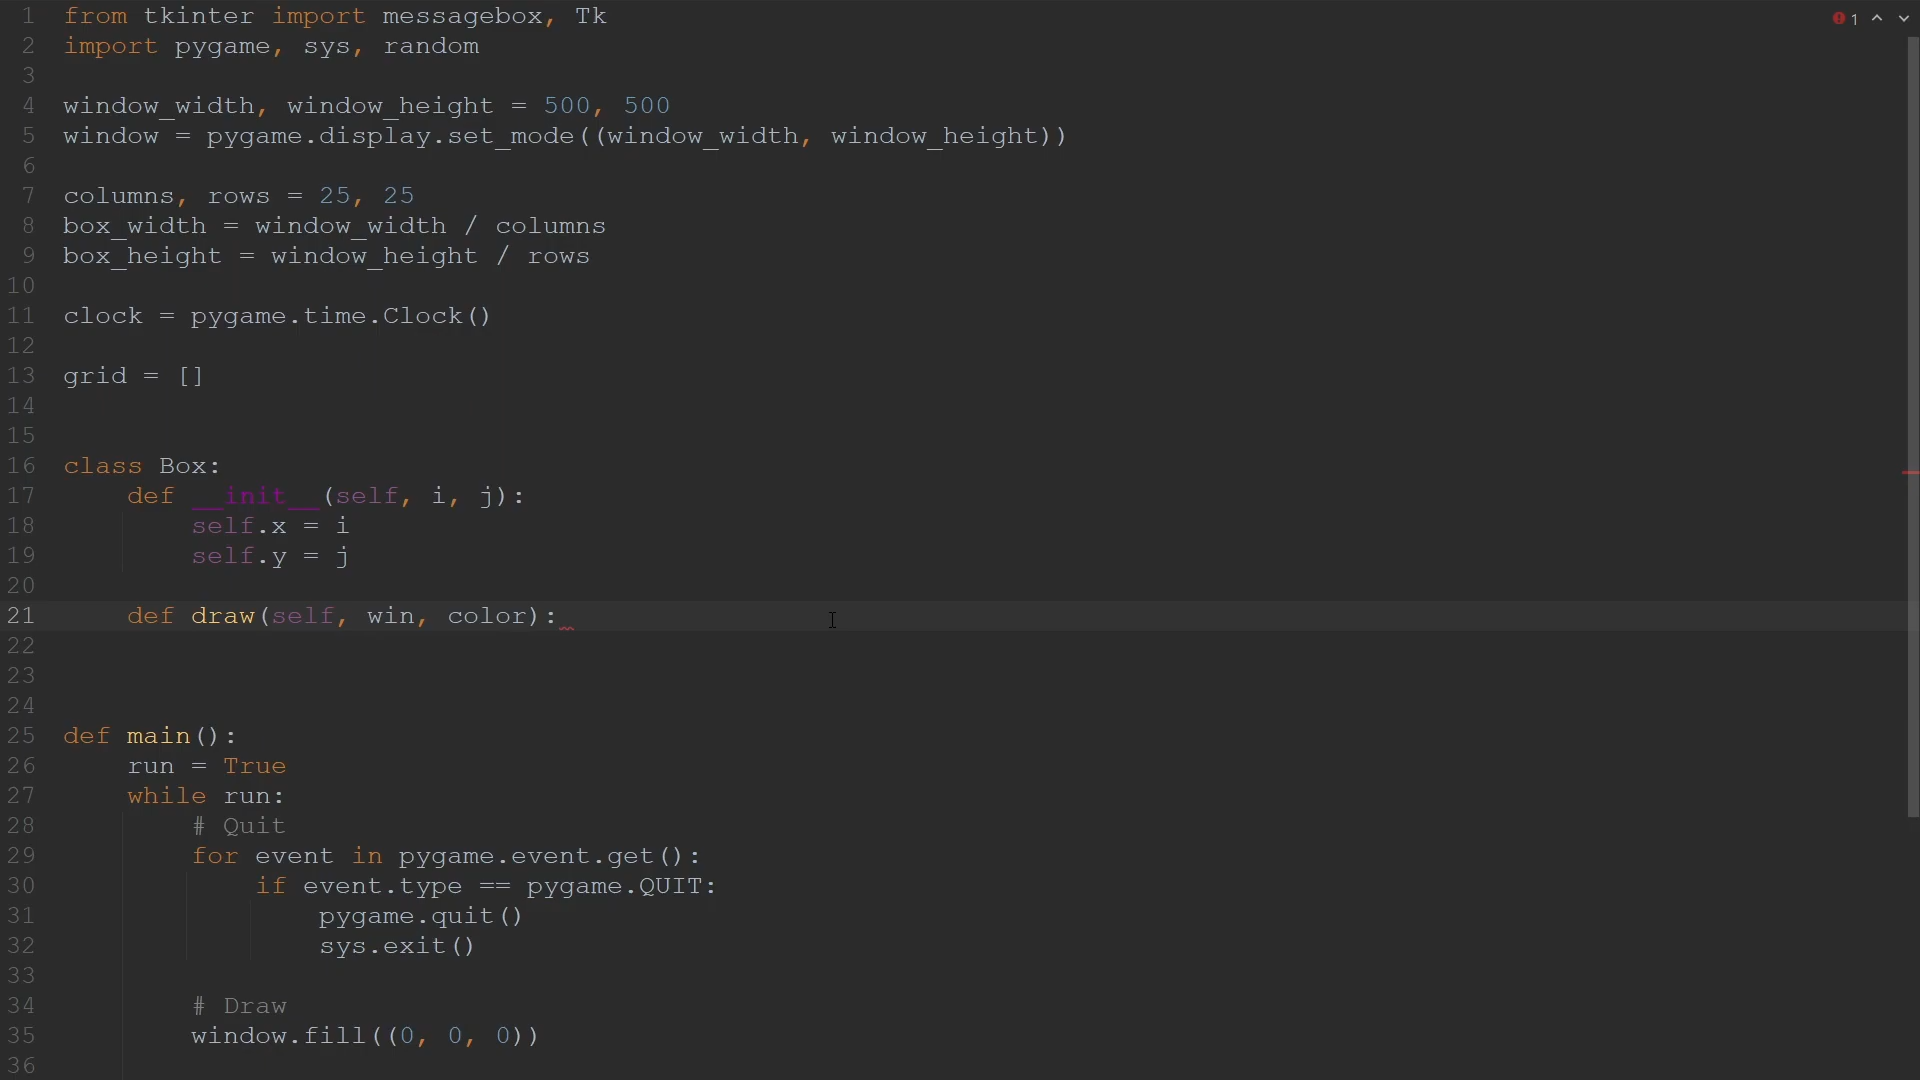 1 from tkinter import messagebox, Tk
1
2 import pygame, sys, random
3
4 window_width, window_height = 500, 500
5 window = pygame.display.set_mode((window_width, window_height))
6
7 columns, rows = 25, 25
8 box_width = window_width / columns
9 box_height = window_height / rows
10
11 clock = pygame.time.Clock()
12
13 grid = []
14
15
16 class Box:
17     def __init__(self, i, j):
18         self.x = i
19         self.y = j
20
21     def draw(self, win, color):
22
23
24
25 def main():
26     run = True
27     while run:
28         # Quit
29         for event in pygame.event.get():
30             if event.type == pygame.QUIT:
31                 pygame.quit()
32                 sys.exit()
33
34         # Draw
35         window.fill((0, 0, 0))
36